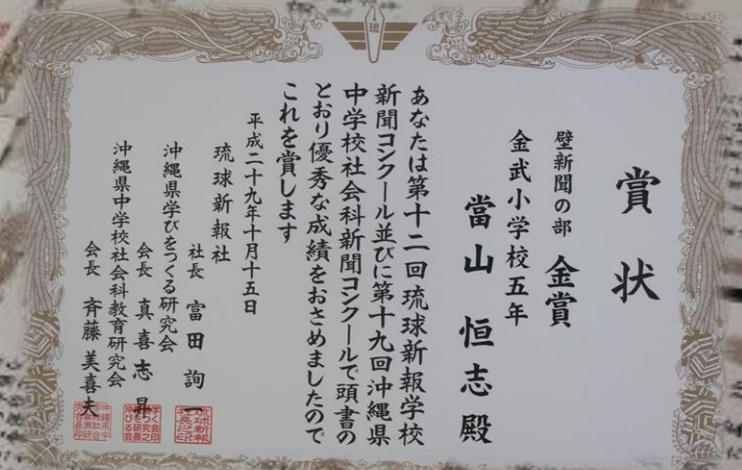 賞状
壁新聞の部 金賞
金武小学校五年
當山 恒志 殿
あなたは第十二回琉球新報学校
新聞コンクール並びに第十九回沖縄県
中学校社会科新聞コンクールで頭書の
とおり優秀な成績をおさめましたので
これを賞します
平成二十九年十月十五日
琉球新報社
社長 富田 詢一
沖縄県学びをつくる研究会
会長 真喜志 昇
沖縄県中学校社会科教育研究会
会長 斉藤 美喜夫
琉